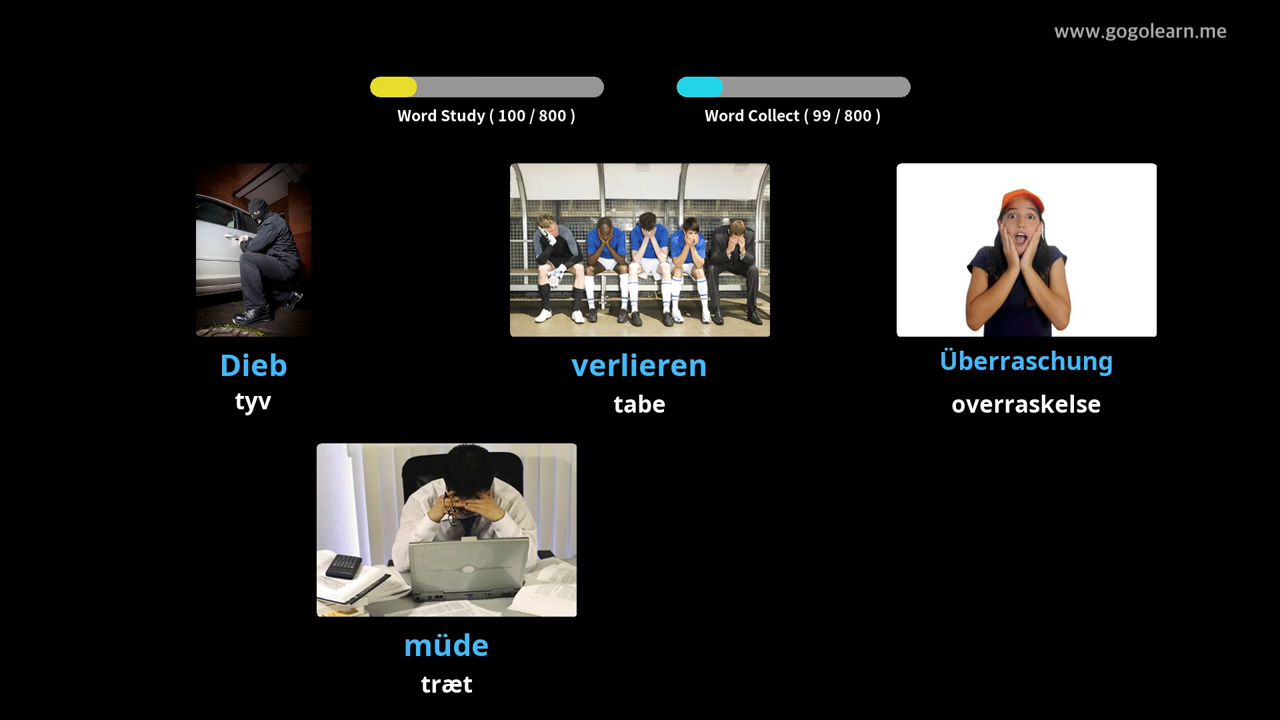 www.gogolearn.me
Word Study ( 100 / 800 )
Word Collect ( 99 / 800 )
Dieb
tyv
verlieren
tabe
Überraschung
overraskelse
müde
træt